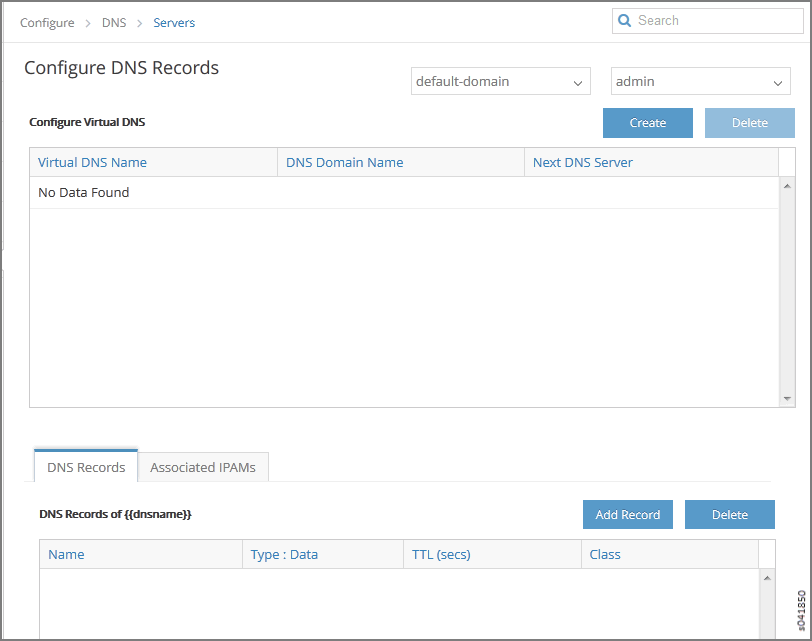 Configure > DNS > Servers
Search
Configure DNS Records
default-domain
admin
Configure Virtual DNS
Create
Delete
Virtual DNS Name
DNS Domain Name
Next DNS Server
No Data Found
DNS Records
Associated IPAMs
DNS Records of {{dnsname}}
Add Record
Delete
Name
Type : Data
TTL (secs)
Class
s041850